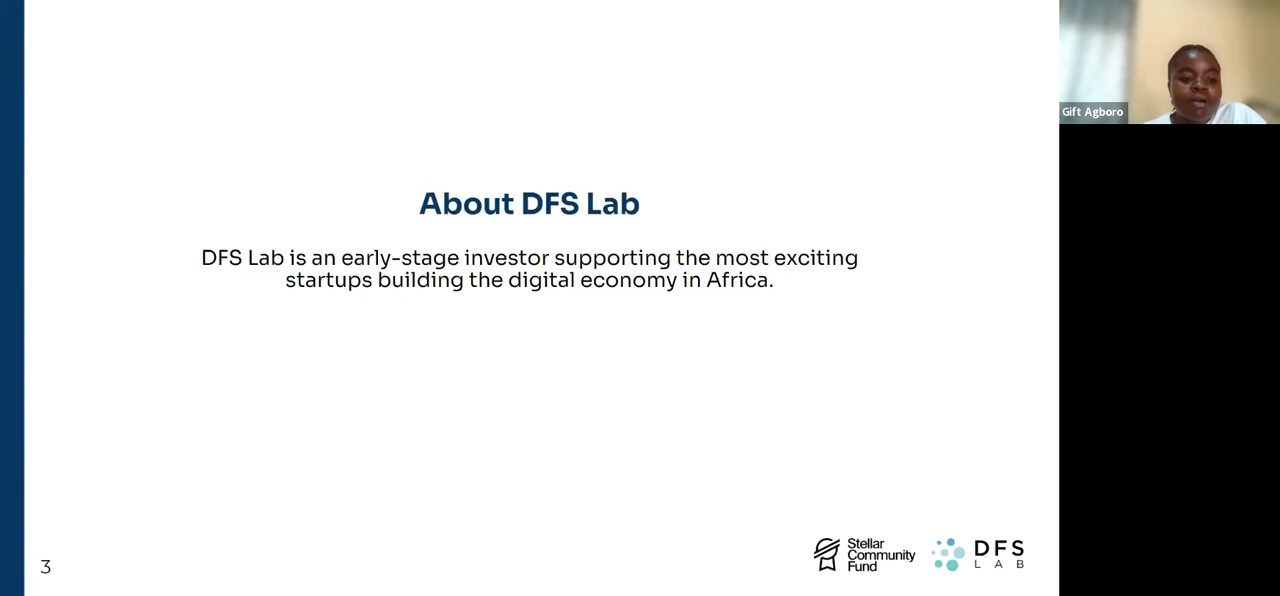 About DFS Lab
DFS Lab is an early-stage investor supporting the most exciting
startups building the digital economy in Africa.
Gift Agboro
3
Stellar
Community
Fund
DFS
LAB